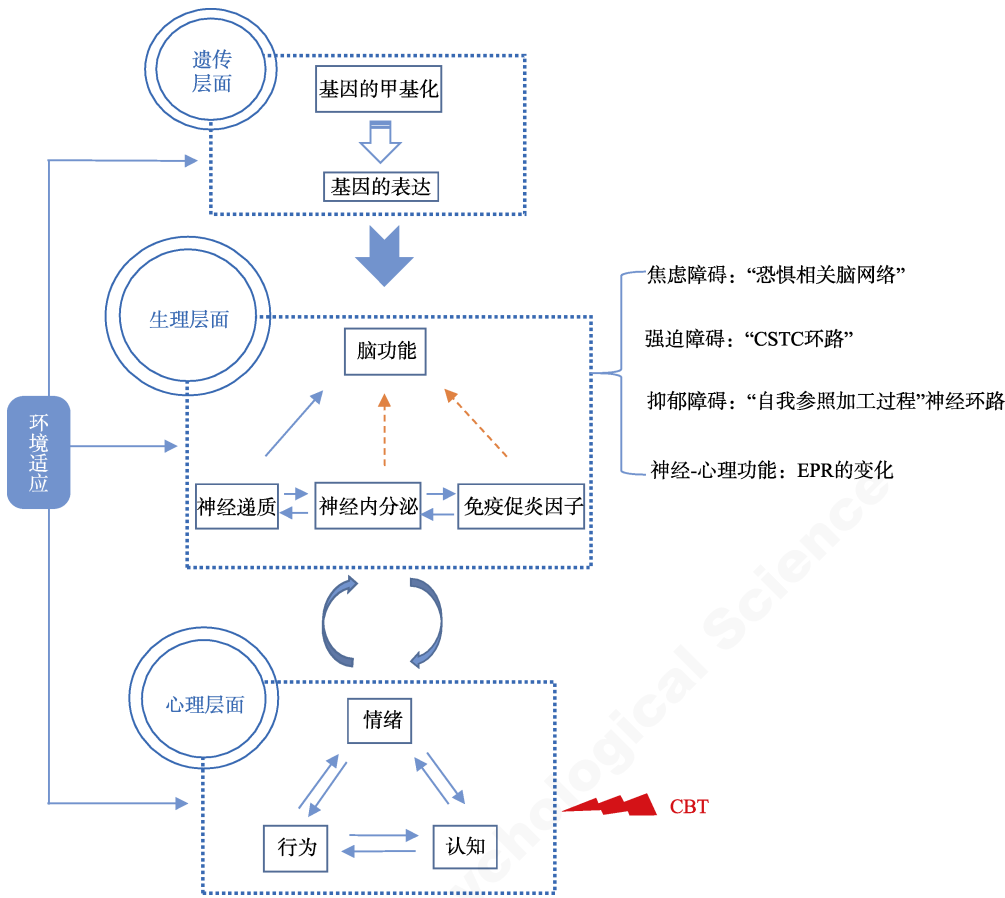 遗传
层面
基因的甲基化
基因的表达
生理层面
脑功能
神经递质
神经内分泌
免疫促炎因子
焦虑障碍：“恐惧相关脑网络”
强迫障碍：“CSTC环路”
抑郁障碍：“自我参照加工过程”神经环路
神经-心理功能：EPR的变化
环
境
适
应
心理层面
情绪
行为
认知
CBT
ychological Science